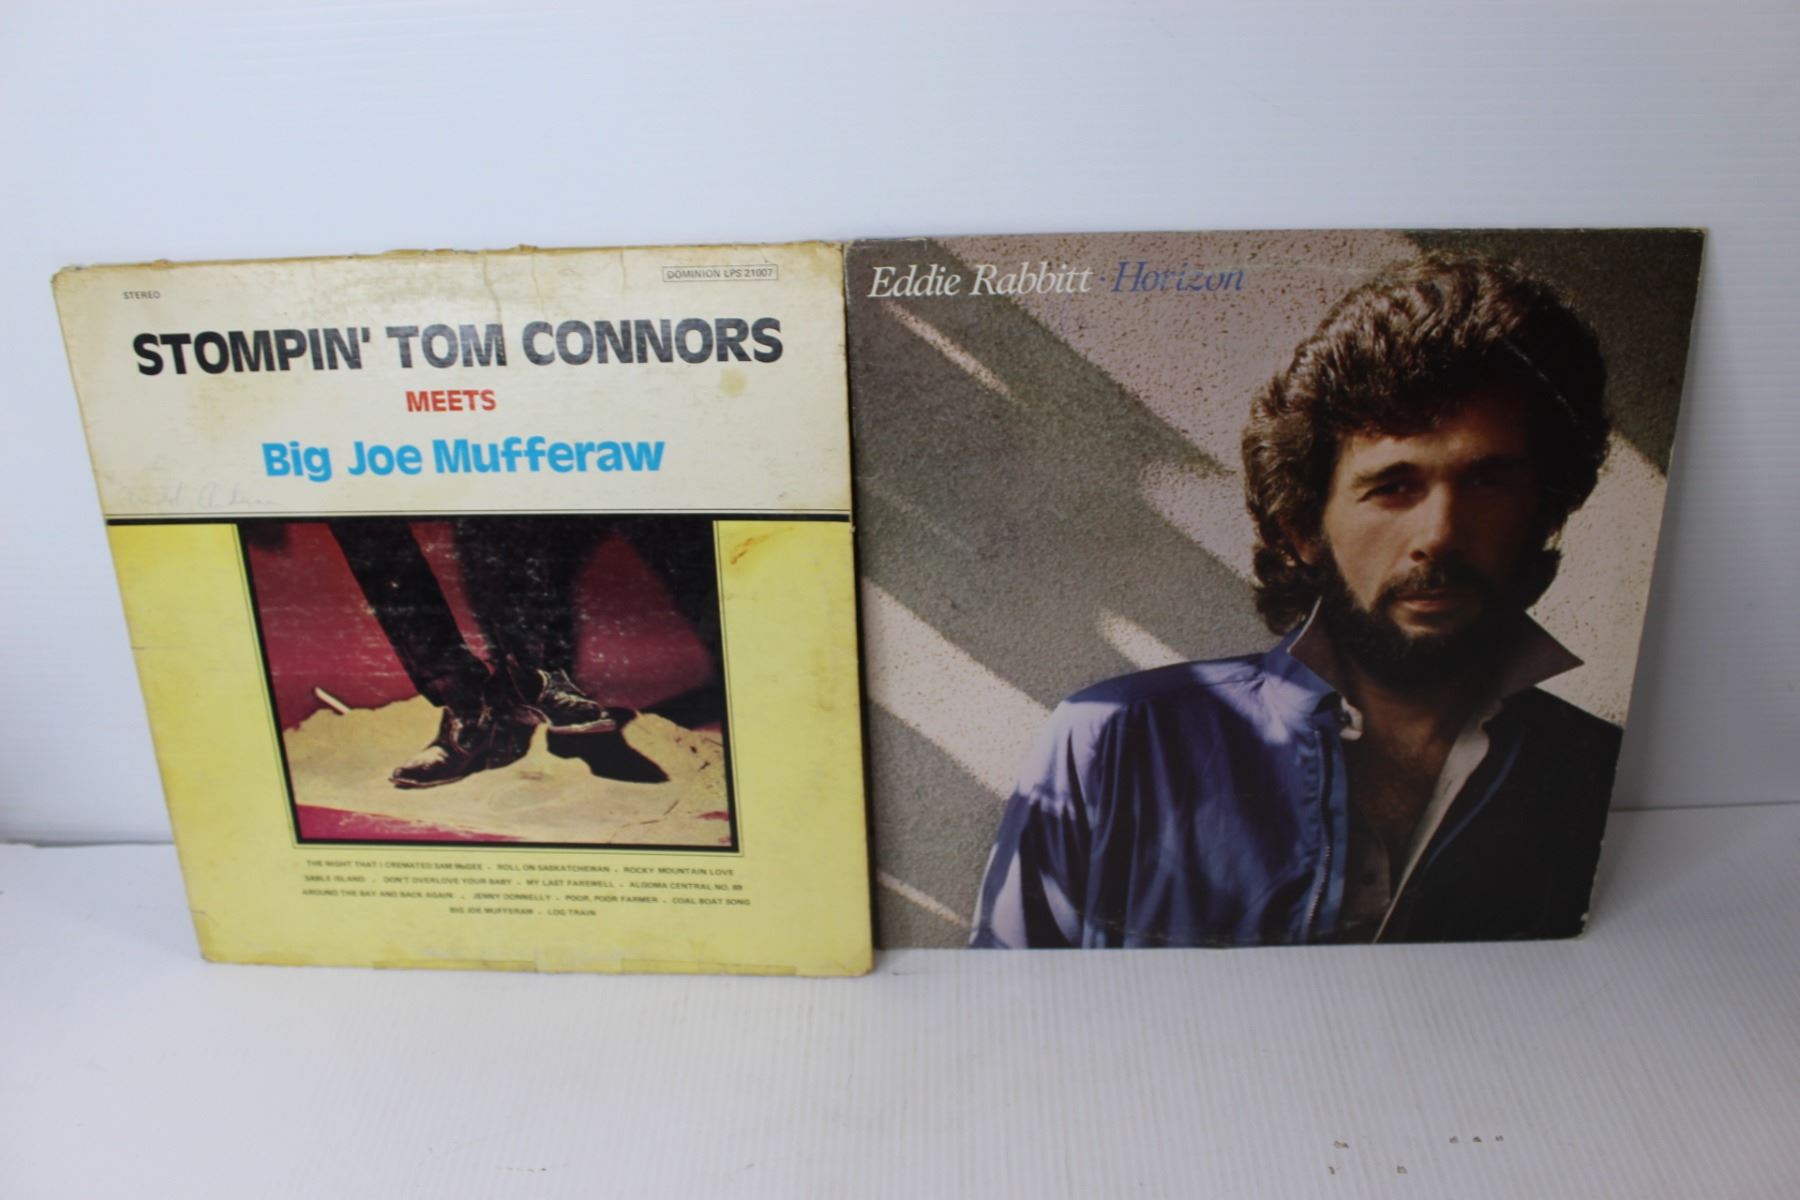 STEREO
DOMINION LPS 21007
STOMPIN' TOM CONNORS
MEETS
Big Joe Mufferaw
THE NIGHT THAT I CREMATED SAM McGEE • ROLL ON SASKATCHEWAN • ROCKY MOUNTAIN LOVE
SABLE ISLAND • DON'T OVERLOVE YOUR BABY • MY LAST FAREWELL • ALGOMA CENTRAL NO. 69
AROUND THE BAY AND BACK AGAIN • JENNY DONNELLY • POOR, POOR FARMER • COAL BOAT SONG
BIG JOE MUFFERAW • LOG TRAIN
Eddie Rabbitt · Horizon